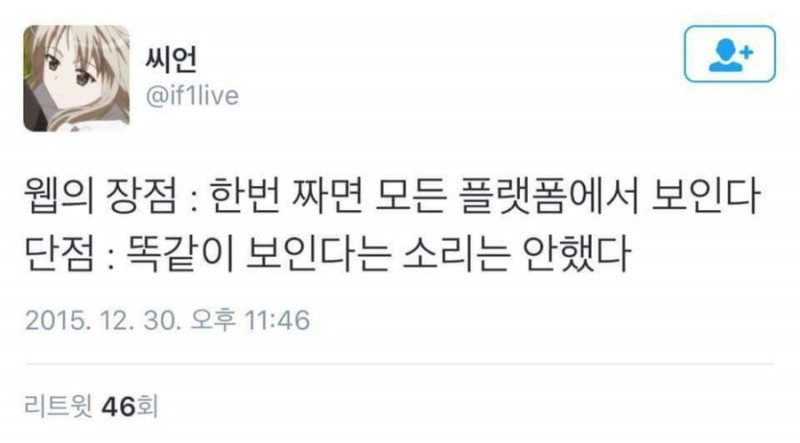 씨언
@if1live
웹의 장점 : 한번 짜면 모든 플랫폼에서 보인다
단점 : 똑같이 보인다는 소리는 안했다
2015. 12. 30. 오후 11:46
리트윗 46회